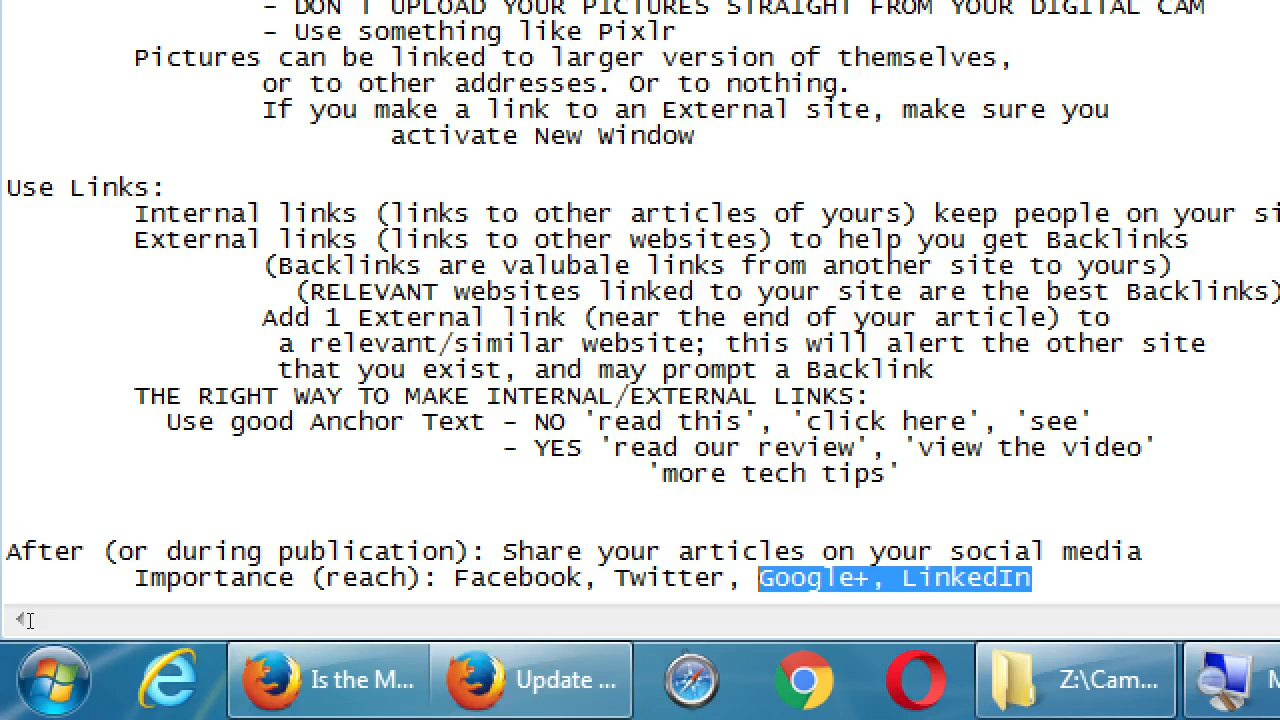 - DON'T UPLOAD YOUR PICTURES STRAIGHT FROM YOUR DIGITAL CAM
- Use something like Pixlr
Pictures can be linked to larger version of themselves,
or to other addresses. Or to nothing.
If you make a link to an External site, make sure you
activate New Window
Use Links:
Internal links (links to other articles of yours) keep people on your si
External links (links to other websites) to help you get Backlinks
(Backlinks are valubale links from another site to yours)
(RELEVANT websites linked to your site are the best Backlinks)
Add 1 External link (near the end of your article) to
a relevant/similar website; this will alert the other site
that you exist, and may prompt a Backlink
THE RIGHT WAY TO MAKE INTERNAL/EXTERNAL LINKS:
Use good Anchor Text - NO 'read this', 'click here', 'see'
- YES 'read our review', 'view the video'
'more tech tips'
After (or during publication): Share your articles on your social media
Importance (reach): Facebook, Twitter, Google+, LinkedIn
Is the M... Update ... Z:\Cam... M